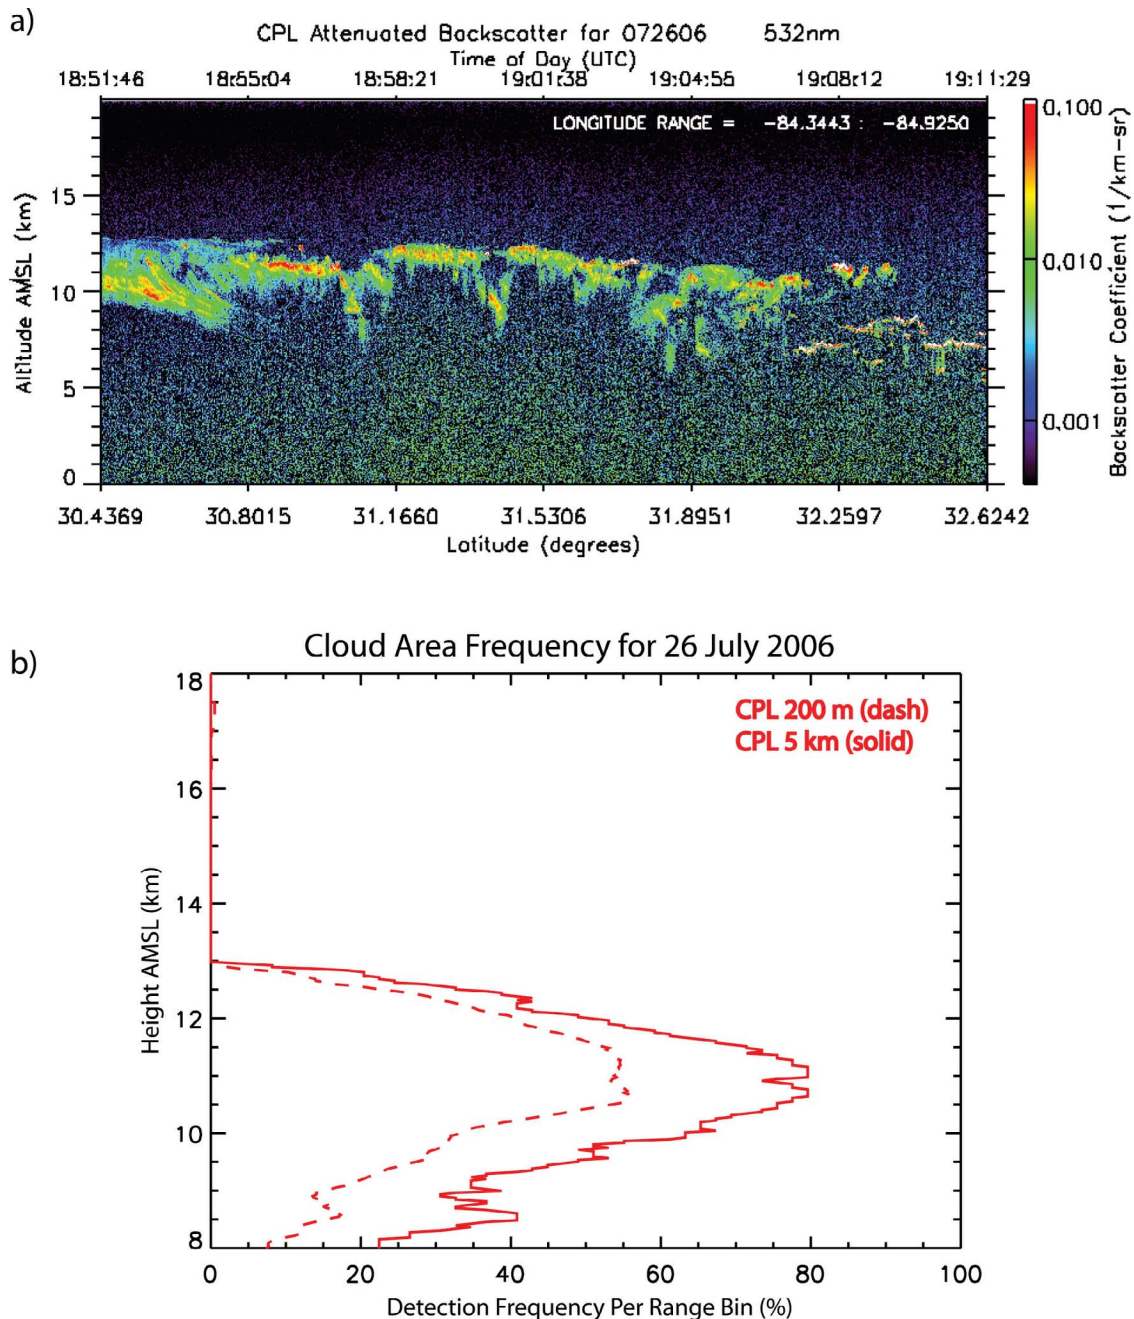 a)
CPL Attenuated Backscatter for 072606 532nm
Time of Day (UTC)
18:51:46 18:55:04 18:58:21 19:01:38 19:04:55 19:08:12 19:11:29
LONGITUDE RANGE = -84.3443 : -84.9250
Altitude AMSL (km)
15
10
5
0
30.4369 30.8015 31.1660 31.5306 31.8951 32.2597 32.6242
Latitude (degrees)
0.100
0.010
0.001
Backscatter Coefficient (1/km-sr)
b)
Cloud Area Frequency for 26 July 2006
CPL 200 m (dash)
CPL 5 km (solid)
Height AMSL (km)
18
16
14
12
10
8
0 20 40 60 80 100
Detection Frequency Per Range Bin (%)